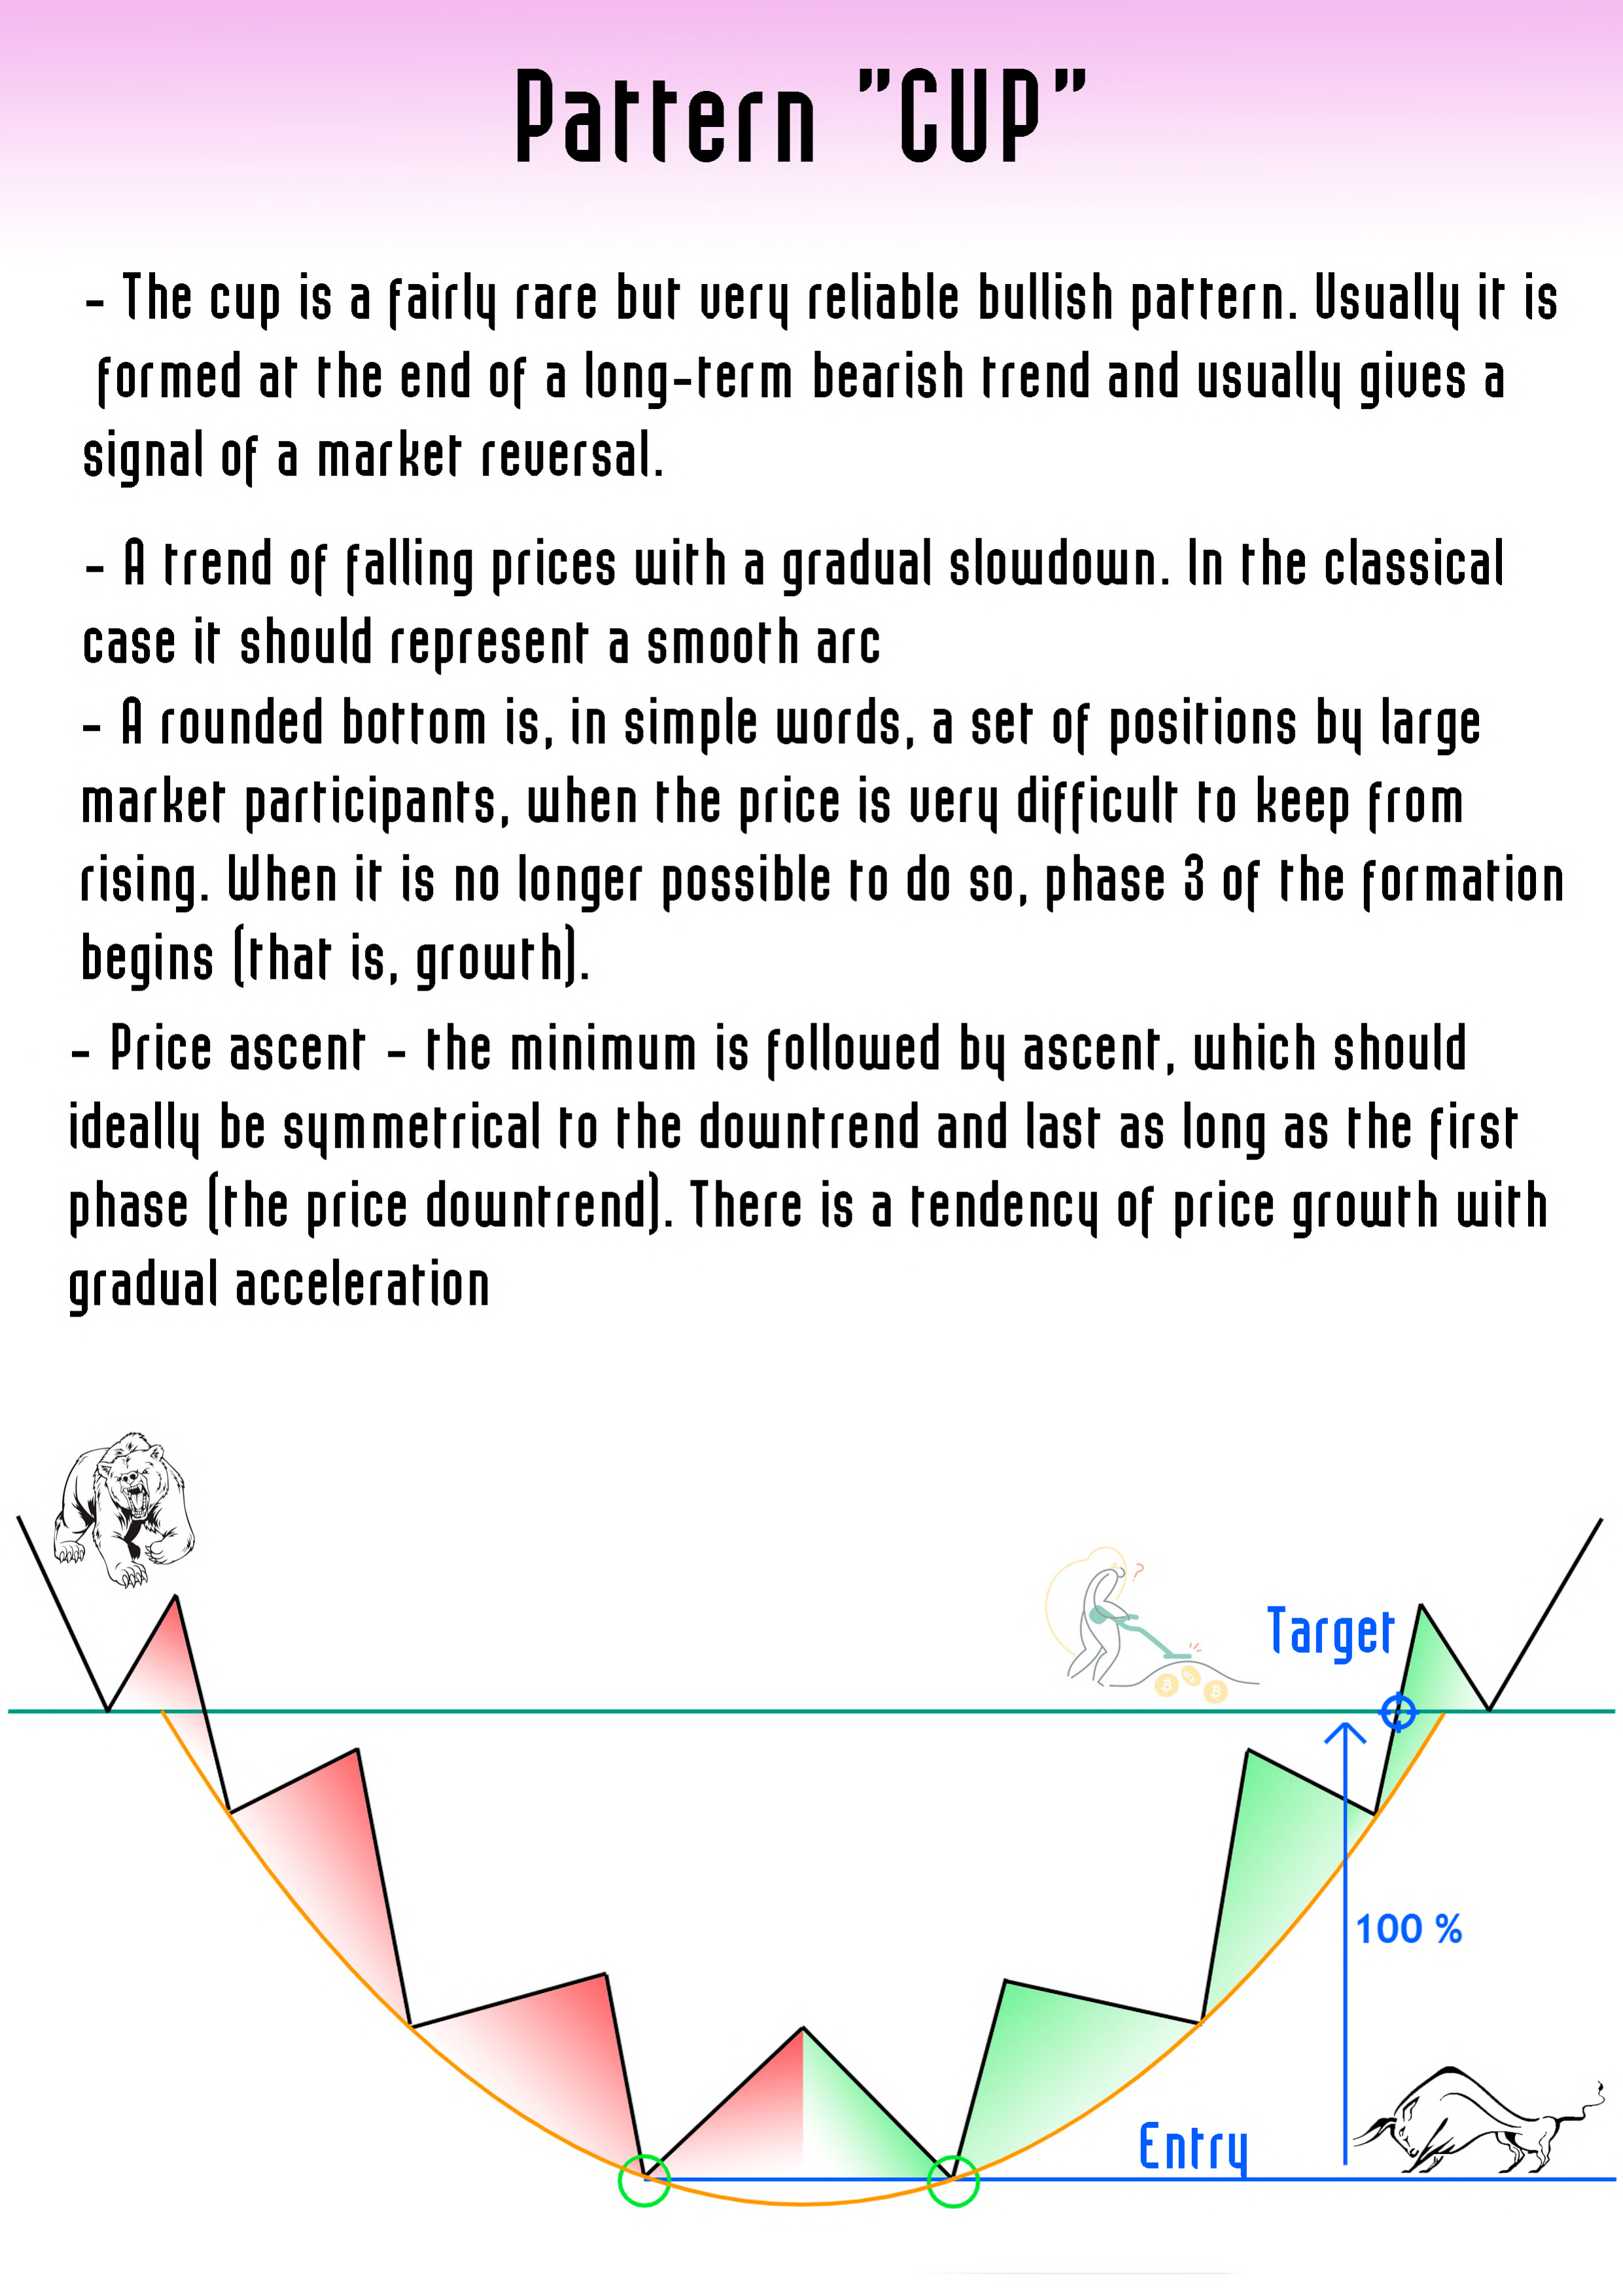 Pattern "CUP"
- The cup is a fairly rare but very reliable bullish pattern. Usually it is
formed at the end of a long-term bearish trend and usually gives a
signal of a market reversal.
- A trend of falling prices with a gradual slowdown. In the classical
case it should represent a smooth arc
- A rounded bottom is, in simple words, a set of positions by large
market participants, when the price is very difficult to keep from
rising. When it is no longer possible to do so, phase 3 of the formation
begins (that is, growth).
- Price ascent - the minimum is followed by ascent, which should
ideally be symmetrical to the downtrend and last as long as the first
phase (the price downtrend). There is a tendency of price growth with
gradual acceleration
?
Target
100 %
Entry